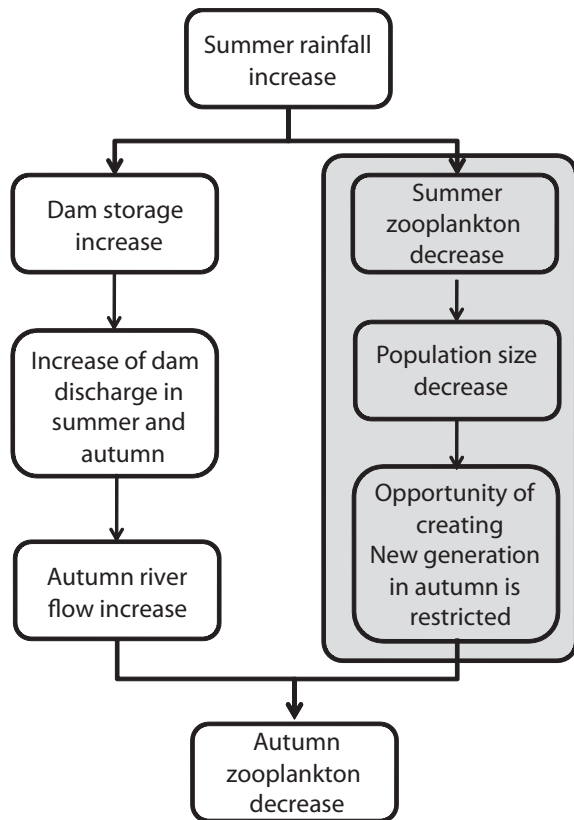 Summer rainfall
increase
Dam storage
increase
Increase of dam
discharge in
summer and
autumn
Autumn river
flow increase
Summer
zooplankton
decrease
Population size
decrease
Opportunity of
creating
New generation
in autumn is
restricted
Autumn
zooplankton
decrease